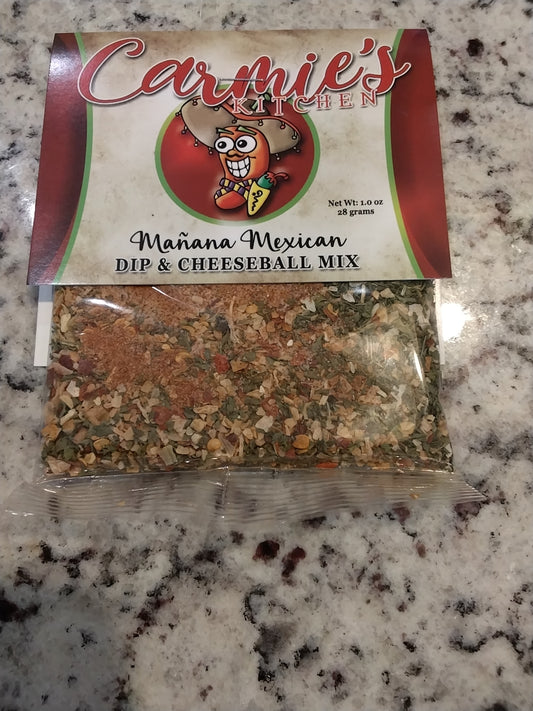 Carmie's
KITCHEN
Net Wt: 1.0 oz
28 grams
Mañana Mexican
DIP & CHEESEBALL MIX